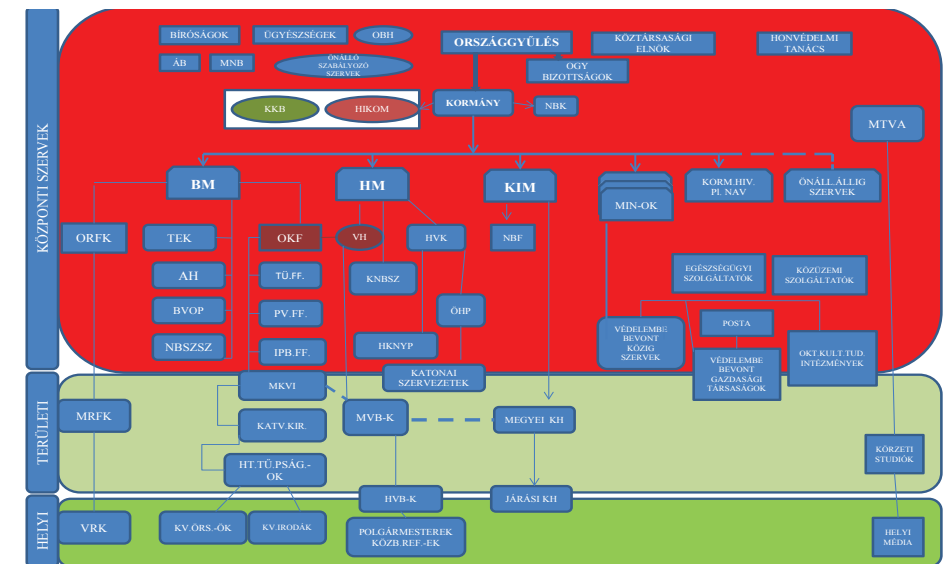 KÖZPONTI SZERVEK
BÍRÓSÁGOK
ÜGYÉSZSÉGEK
OBH
ORSZÁGGYÜLÉS
KÖZTÁRSASÁGI
ELNÖK
HONVÉDELMI
TANÁCS
ÁB
MNB
ÖNÁLLÓ
SZABÁLYOZÓ
SZERVEK
OGY
BIZOTTSÁGOK
KKB
HIKOM
KORMÁNY
NBK
MTVA
BM
HM
KIM
MIN-OK
KORM.HIV.
Pl. NAV
ÖNÁLL.ÁLLIG
SZERVEK
ORFK
TEK
OKF
VH
HVK
NBF
AH
TÜ.FF.
KNBSZ
EGÉSZSÉGÜGYI
SZOLGÁLTATÓK
KÖZÜZEMI
SZOLGÁLTATÓK
BVOP
PV.FF.
ÖHP
NBSZSZ
IPB.FF.
HKNYP
VÉDELEMBE
BEVONT
KÖZIG
SZERVEK
POSTA
VÉDELEMBE
BEVONT
GAZDASÁGI
TÁRSASÁGOK
OKT.KULT.TUD.
INTÉZMÉNYEK
KATONAI
SZERVEZETEK
TERÜLETI
MKVI
MRFK
KATV.KIR.
MVB-K
MEGYEI KH
KÖRZETI
STUDIÓK
HT.TŰ.PSÁG.-
OK
HVB-K
JÁRÁSI KH
HELYI
VRK
KV.ÖRS.-ÖK
KV.IRODÁK
POLGÁRMESTEREK
KÖZB.REF.-EK
HELYI
MÉDIA